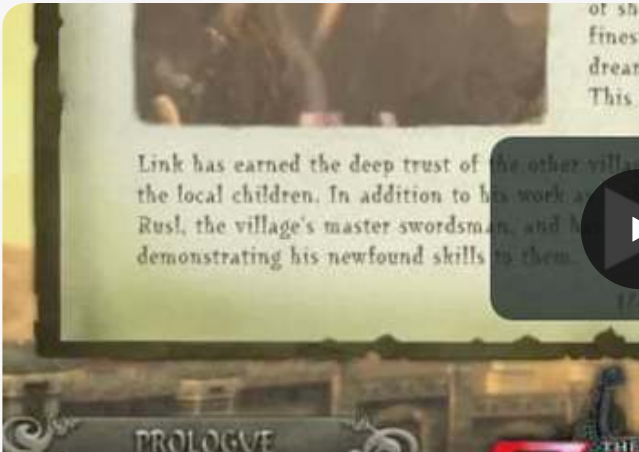 of sh
fines
drear
This
Link has earned the deep trust of the other villa
the local children. In addition to his work a
Rusl, the village's master swordsman, and h
demonstrating his newfound skills to them.
PROLOGUE
THE